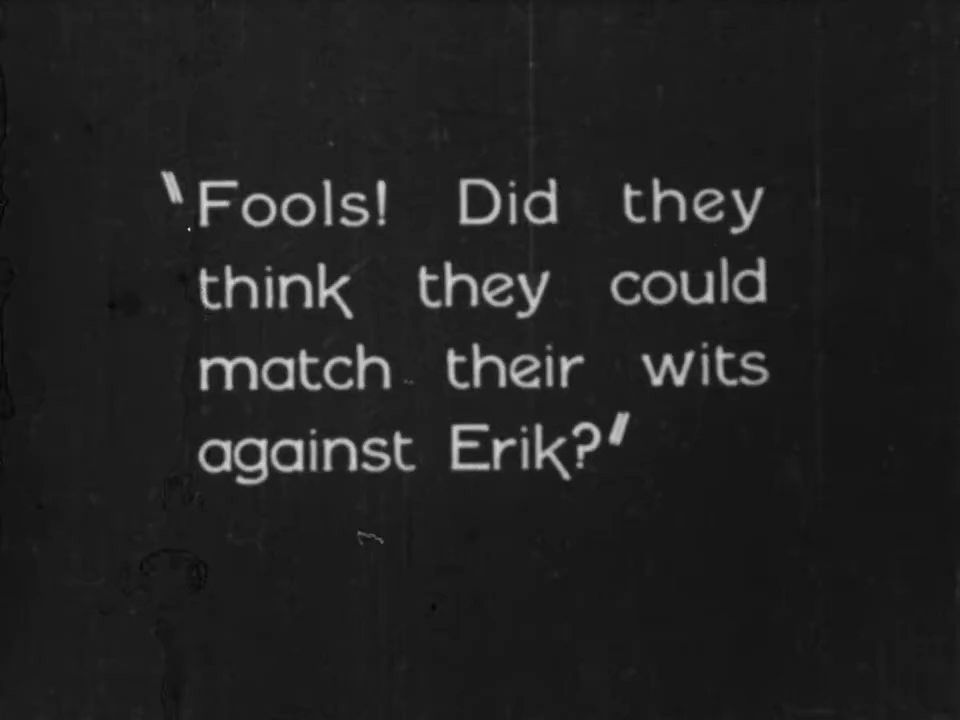 "Fools! Did they
think they could
match their wits
against Erik?"